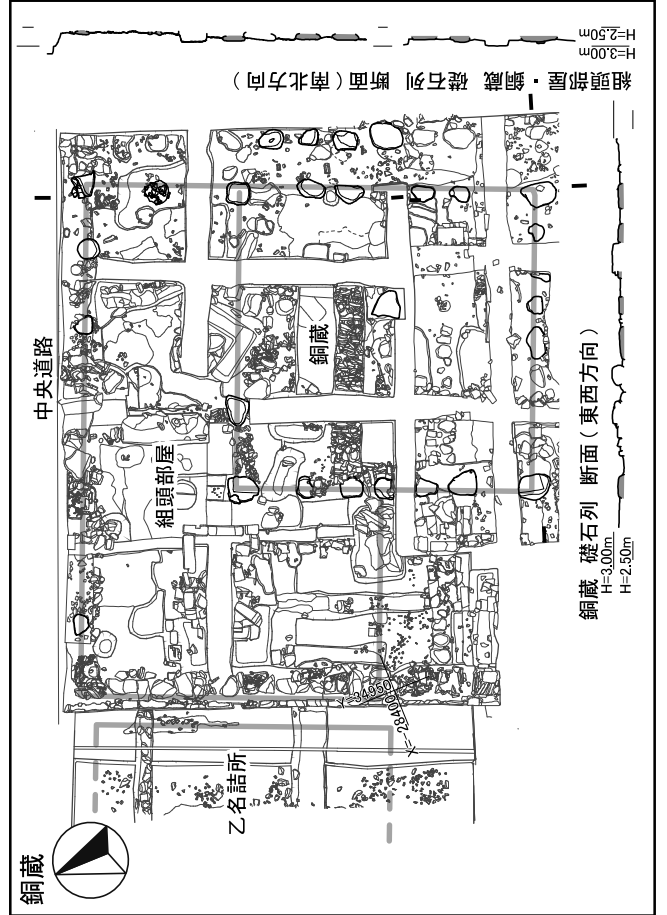 銅蔵
中央道路
組頭部屋
銅蔵
乙名詰所
Y=34950
X=-28400
組頭部屋・銅蔵 礎石列 断面(南北方向)
H=3.00m
H=2.50m
銅蔵 礎石列 断面(東西方向)
H=3.00m
H=2.50m